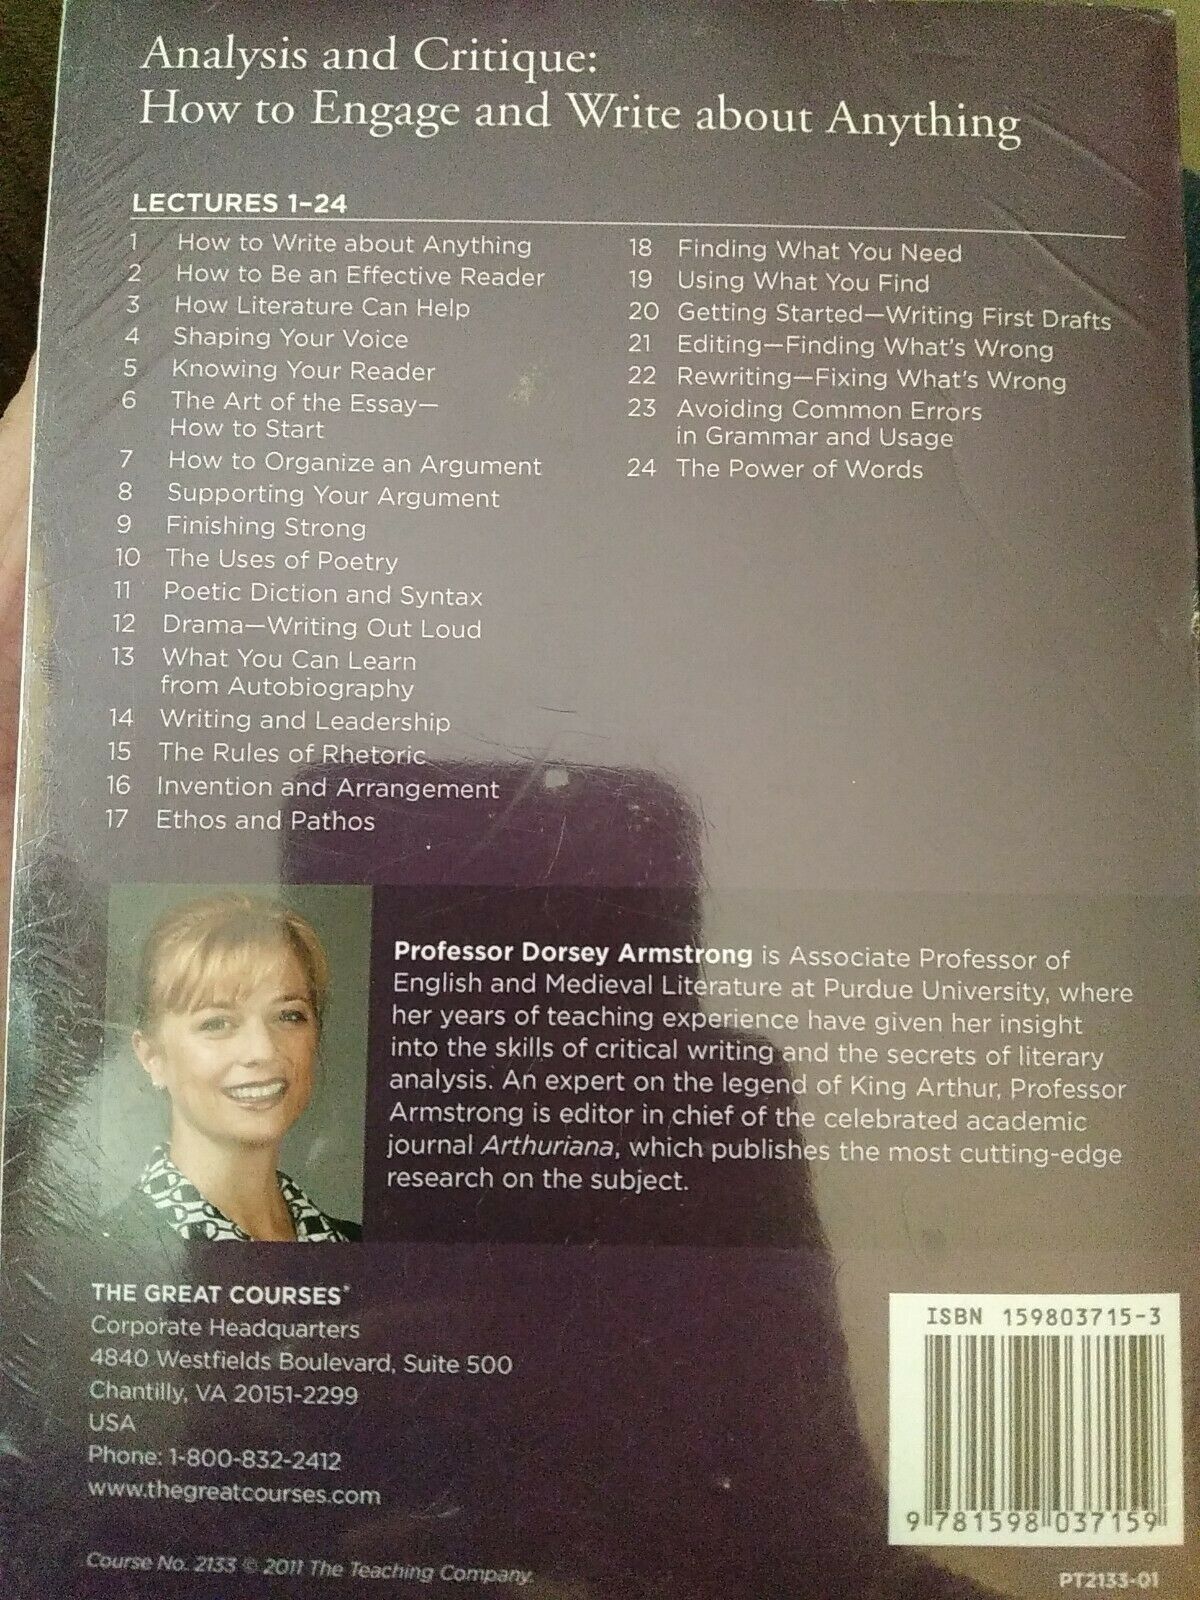 Analysis and Critique:
How to Engage and Write about Anything
LECTURES 1–24
1 How to Write about Anything
2 How to Be an Effective Reader
3 How Literature Can Help
4 Shaping Your Voice
5 Knowing Your Reader
6 The Art of the Essay—
How to Start
7 How to Organize an Argument
8 Supporting Your Argument
9 Finishing Strong
10 The Uses of Poetry
11 Poetic Diction and Syntax
12 Drama—Writing Out Loud
13 What You Can Learn
from Autobiography
14 Writing and Leadership
15 The Rules of Rhetoric
16 Invention and Arrangement
17 Ethos and Pathos
18 Finding What You Need
19 Using What You Find
20 Getting Started—Writing First Drafts
21 Editing—Finding What's Wrong
22 Rewriting—Fixing What's Wrong
23 Avoiding Common Errors
in Grammar and Usage
24 The Power of Words
Professor Dorsey Armstrong is Associate Professor of
English and Medieval Literature at Purdue University, where
her years of teaching experience have given her insight
into the skills of critical writing and the secrets of literary
analysis. An expert on the legend of King Arthur, Professor
Armstrong is editor in chief of the celebrated academic
journal Arthuriana, which publishes the most cutting-edge
research on the subject.
THE GREAT COURSES®
Corporate Headquarters
4840 Westfields Boulevard, Suite 500
Chantilly, VA 20151-2299
USA
Phone: 1-800-832-2412
www.thegreatcourses.com
Course No. 2133 © 2011 The Teaching Company.
ISBN 159803715-3
9 781598 037159
PT2133-01